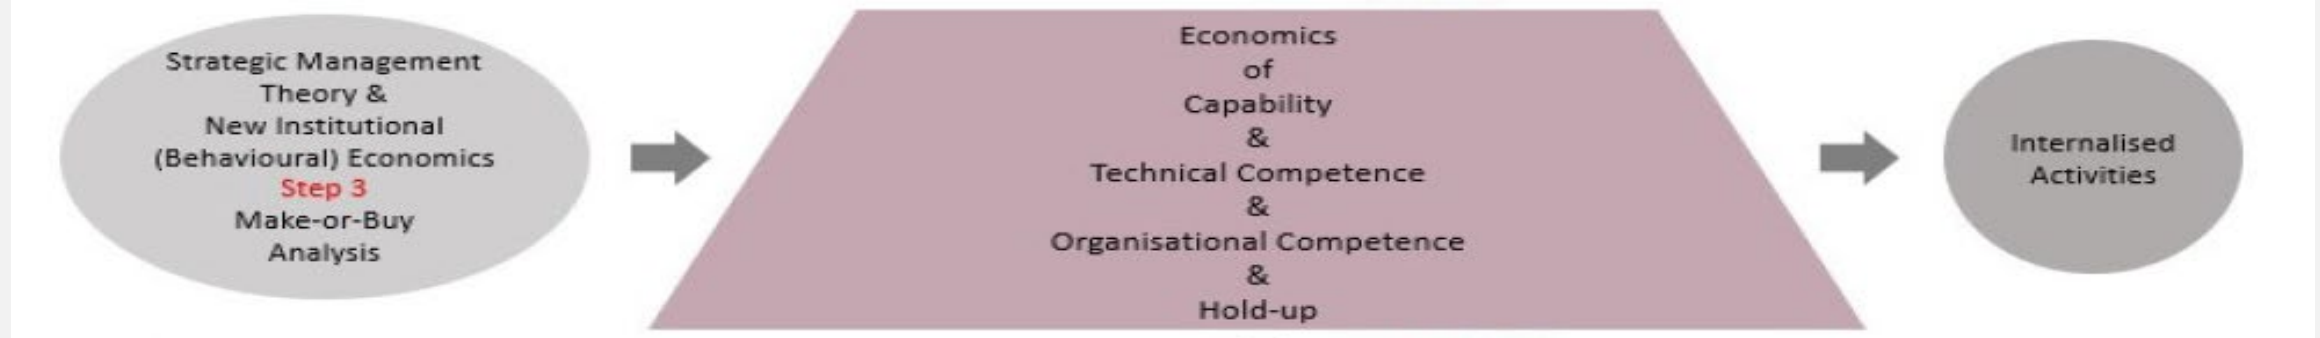 Strategic Management
Theory &
New Institutional
(Behavioural) Economics
Step 3
Make-or-Buy
Analysis
Economics
of
Capability
&
Technical Competence
&
Organisational Competence
&
Hold-up
Internalised
Activities